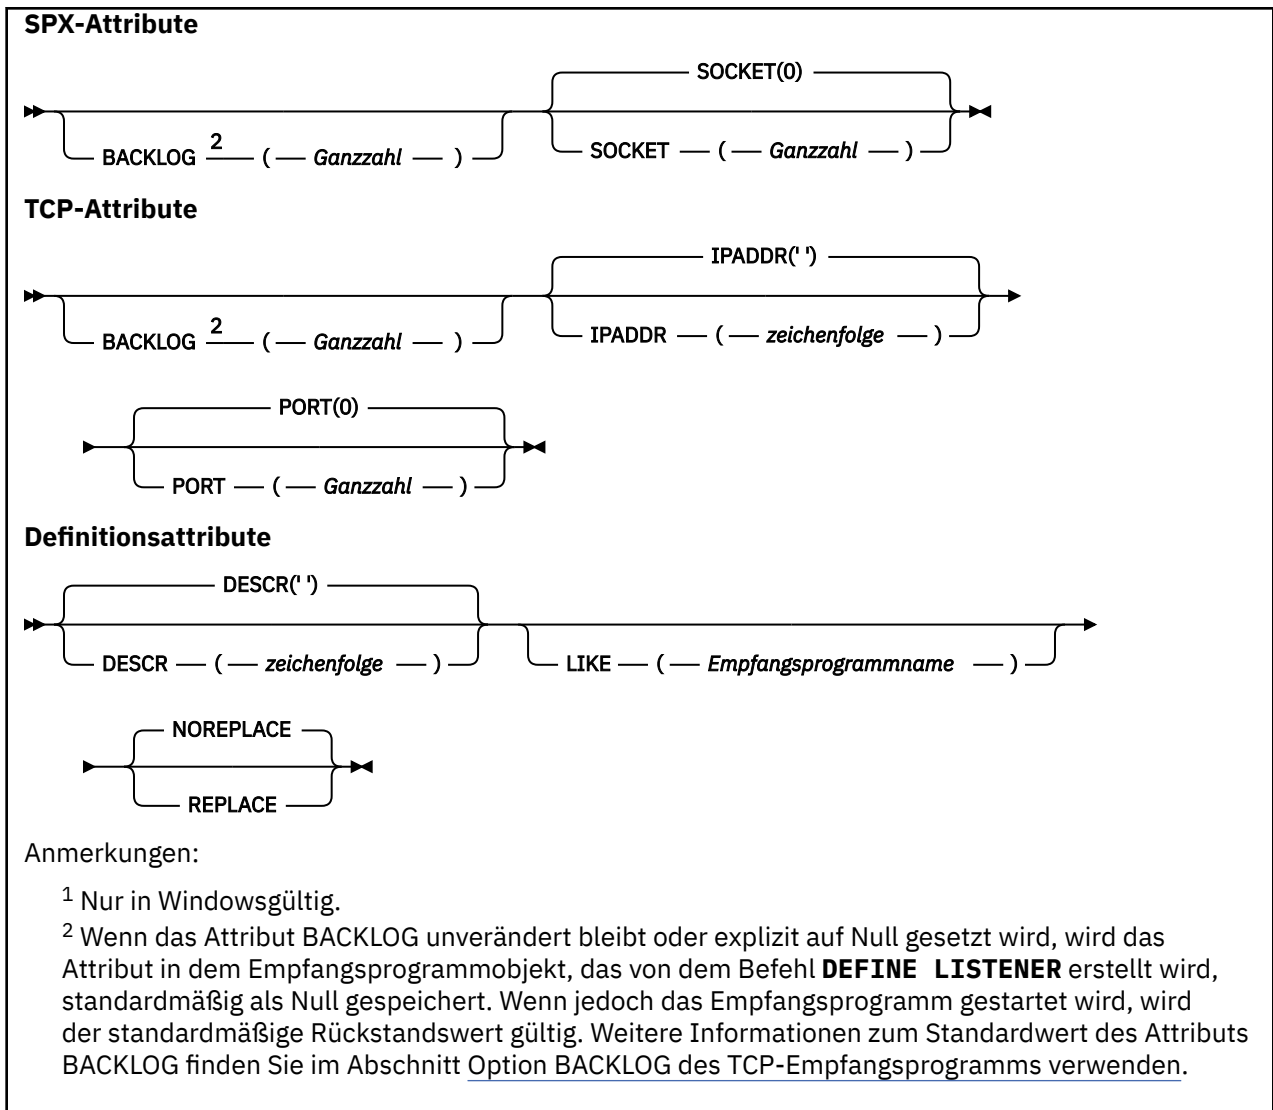 SPX-Attribute
SOCKET(0)
BACKLOG 2 ( Ganzzahl ) SOCKET ( Ganzzahl )
TCP-Attribute
IPADDR(' ')
BACKLOG 2 ( Ganzzahl ) IPADDR ( zeichenfolge )
PORT(0)
PORT ( Ganzzahl )
Definitionsattribute
DESCR(' ')
DESCR ( zeichenfolge ) LIKE ( Empfangsprogrammname )
NOREPLACE
REPLACE
Anmerkungen:
1 Nur in Windowsgültig.
2 Wenn das Attribut BACKLOG unverändert bleibt oder explizit auf Null gesetzt wird, wird das
Attribut in dem Empfangsprogrammobjekt, das von dem Befehl DEFINE LISTENER erstellt wird,
standardmäßig als Null gespeichert. Wenn jedoch das Empfangsprogramm gestartet wird, wird
der standardmäßige Rückstandswert gültig. Weitere Informationen zum Standardwert des Attributs
BACKLOG finden Sie im Abschnitt Option BACKLOG des TCP-Empfangsprogramms verwenden.